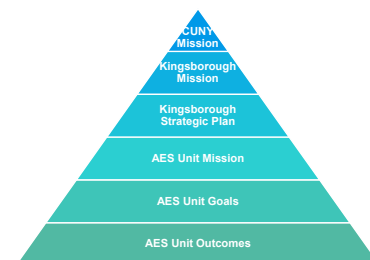 CUNY
Mission
Kingsborough
Mission
Kingsborough
Strategic Plan
AES Unit Mission
AES Unit Goals
AES Unit Outcomes